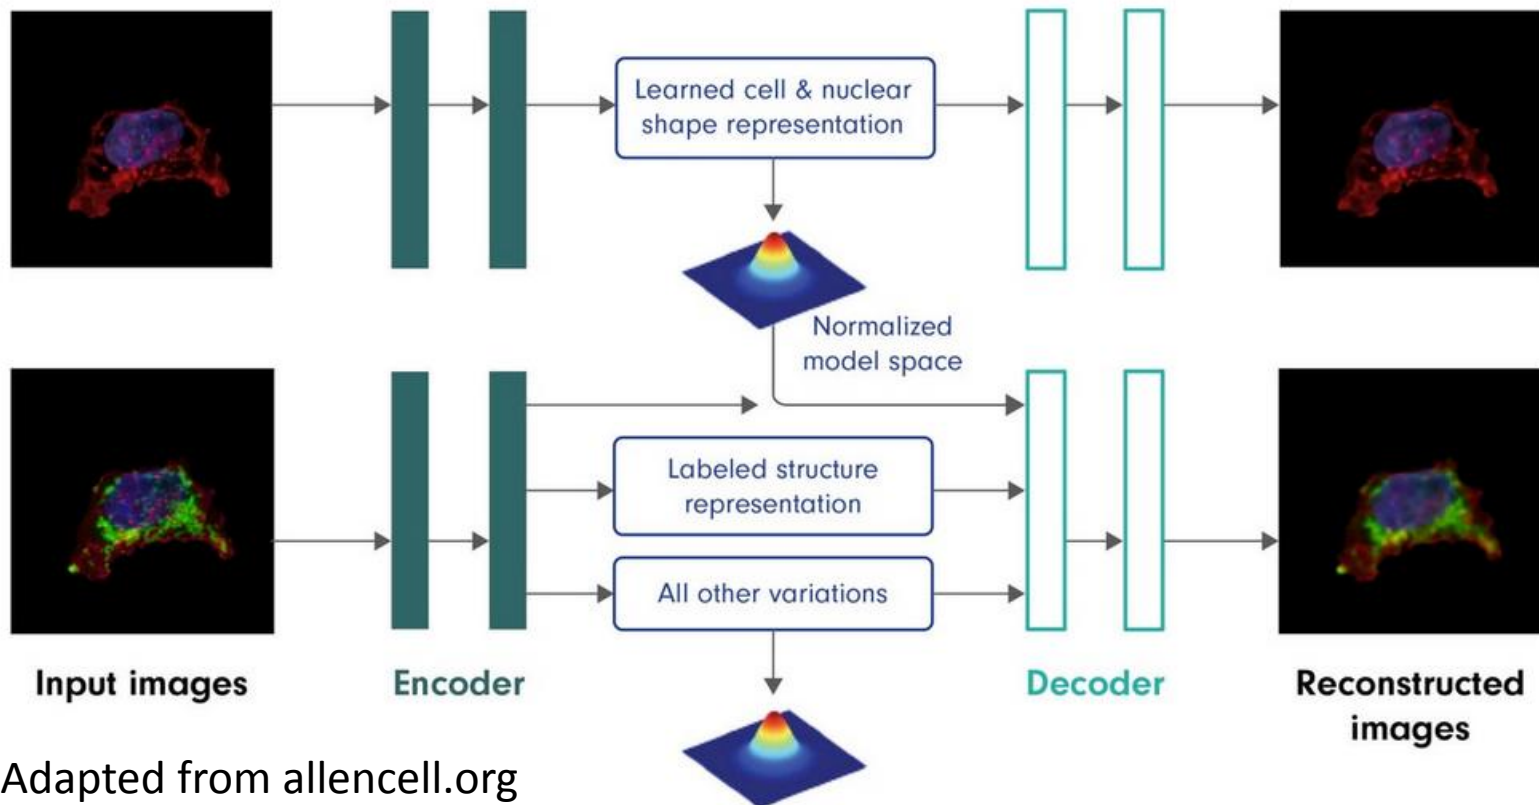 Learned cell & nuclear
shape representation
Normalized
model space
Labeled structure
representation
All other variations
Input images
Encoder
Decoder
Reconstructed
images
Adapted from allencell.org